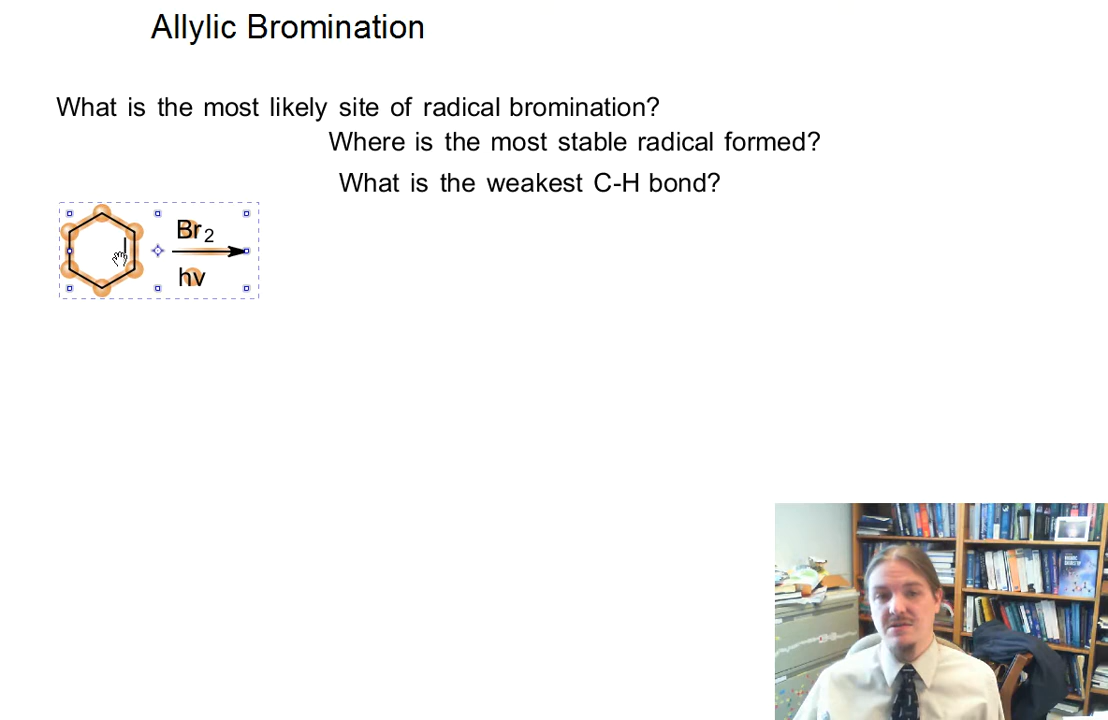 Allylic Bromination
What is the most likely site of radical bromination?
Where is the most stable radical formed?
What is the weakest C-H bond?
Br2
hv